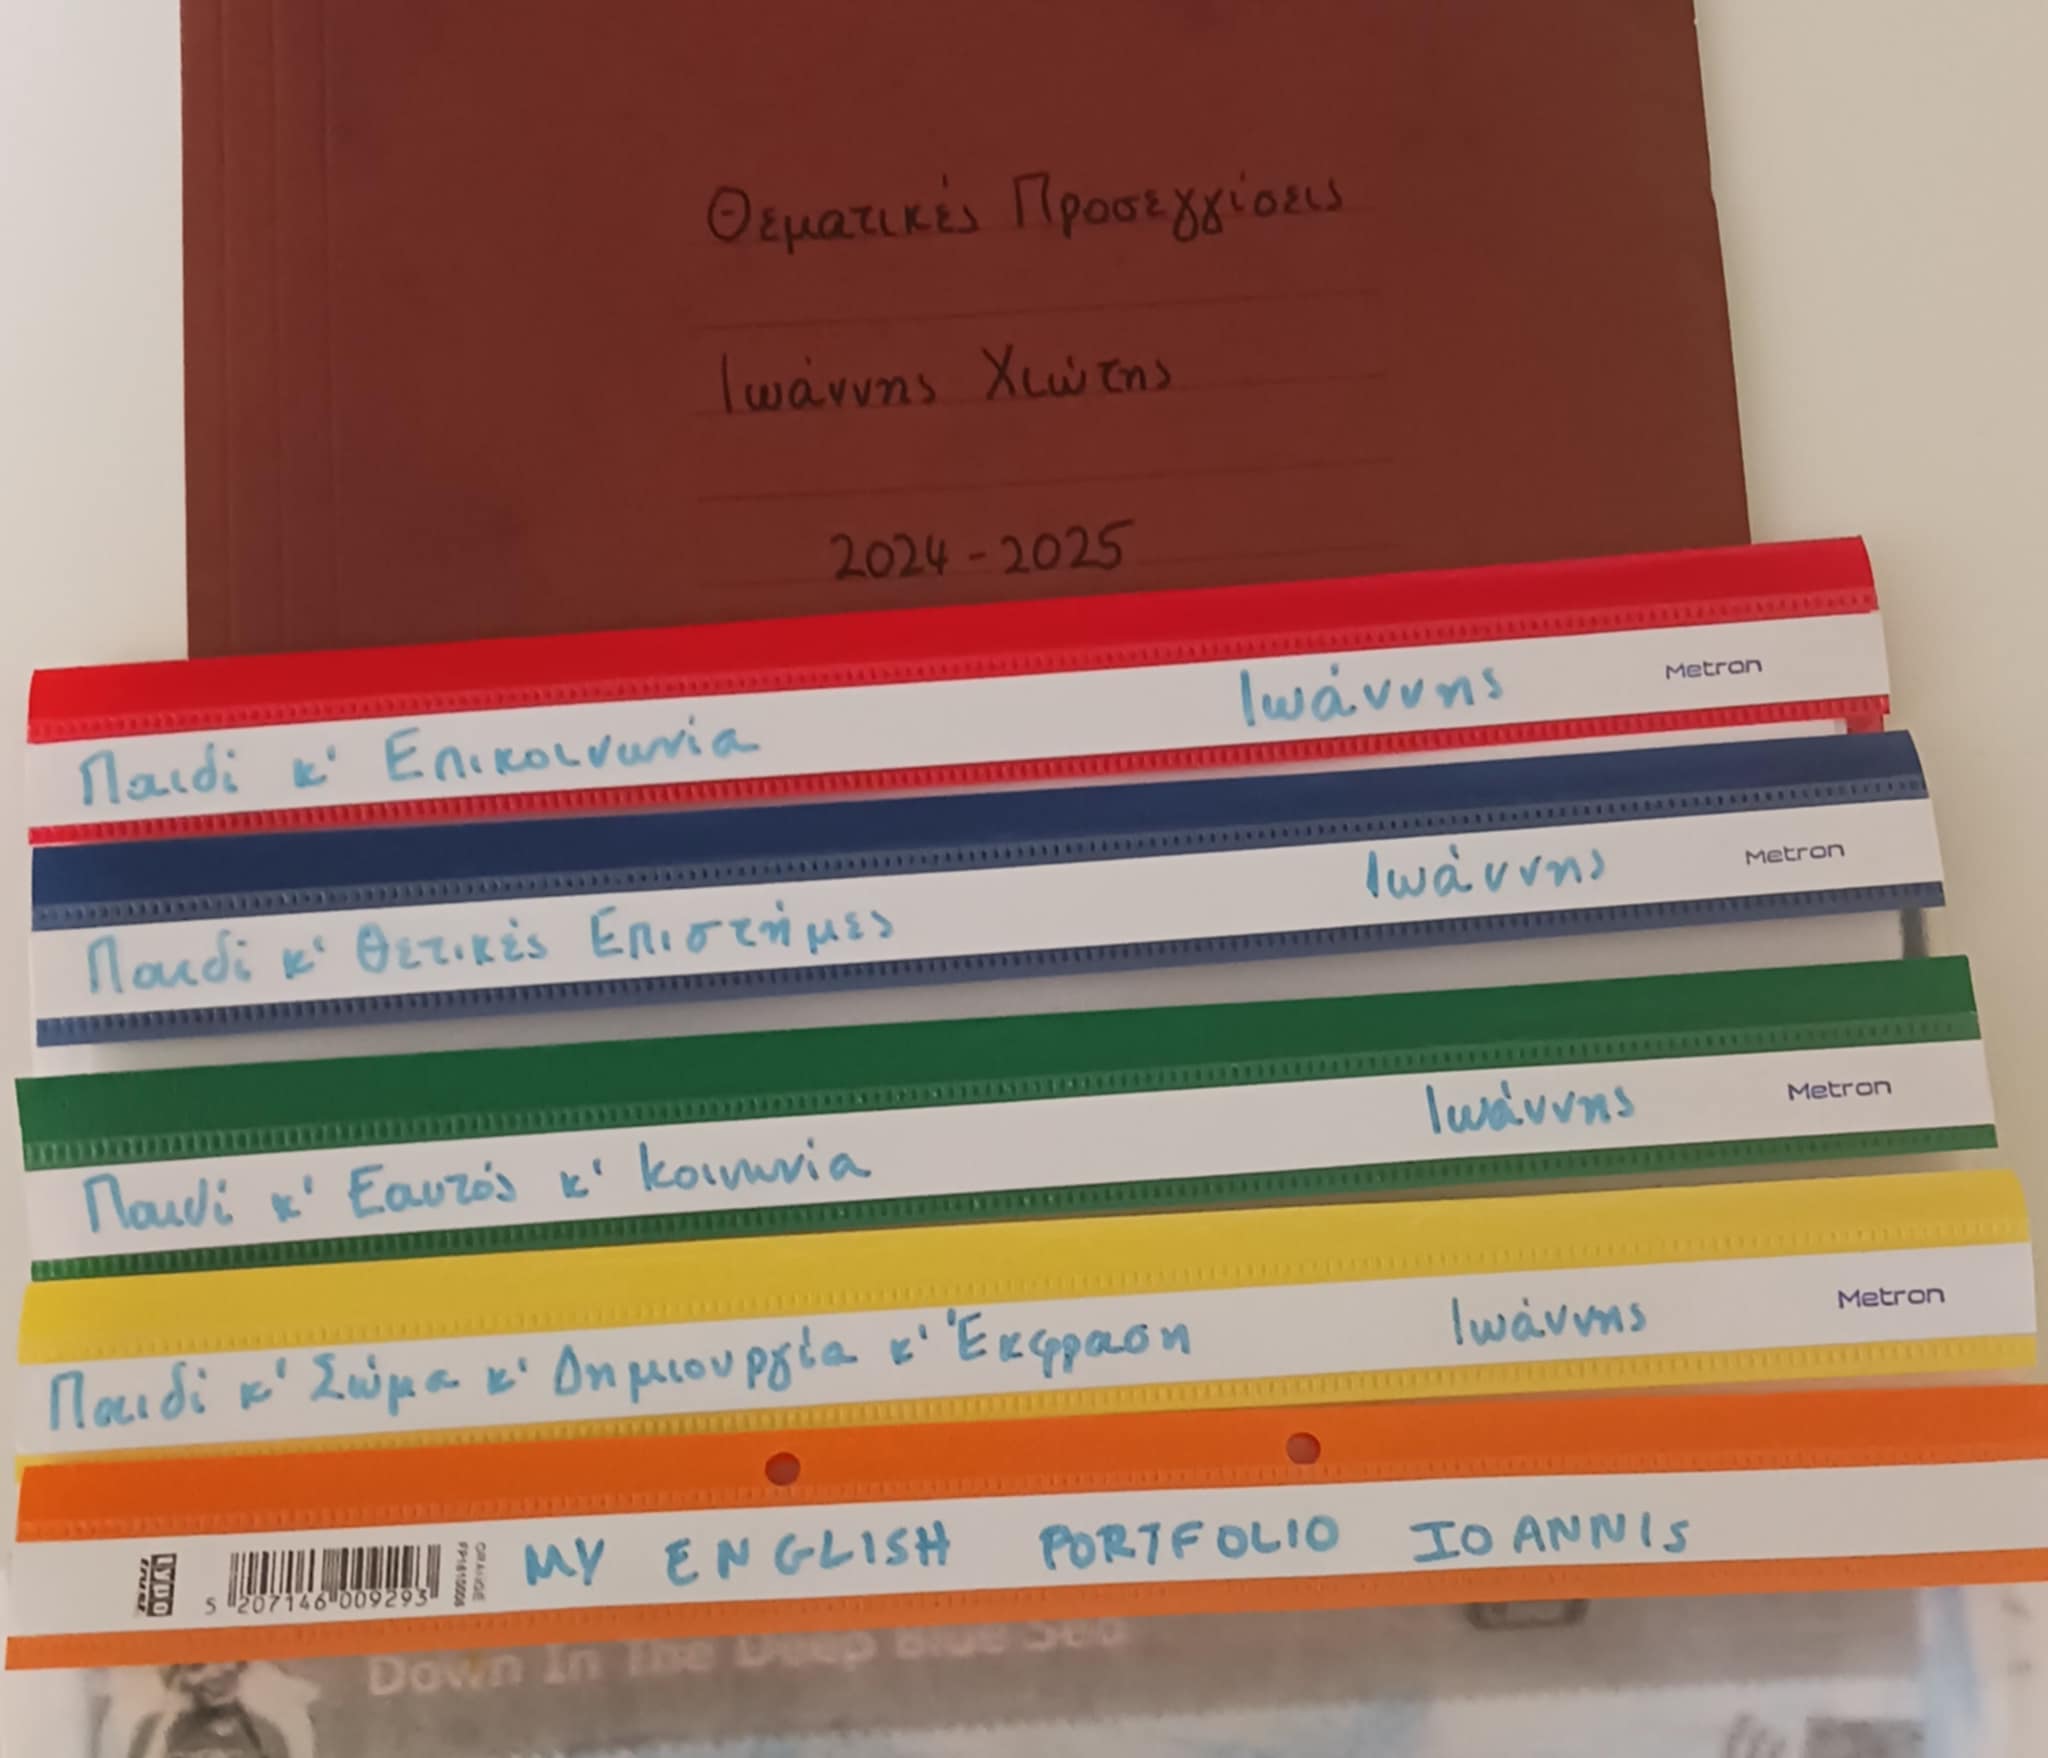 Θεματικές Προσεγγίσεις
Ιωάννης Χιώτης
2024-2025
Παιδί κ' Επικοινωνία Ιωάννης Metron
Παιδί κ' Θετικές Επιστήμες Ιωάννης Metron
Παιδί κ' Εαυτός κ' Κοινωνία Ιωάννης Metron
Παιδί κ' Σώμα κ' Δημιουργία κ' Έκφραση Ιωάννης Metron
5 207146 009293 ORANGE MY ENGLISH PORTFOLIO IOANNIS
Down In The Deep Blue Sea